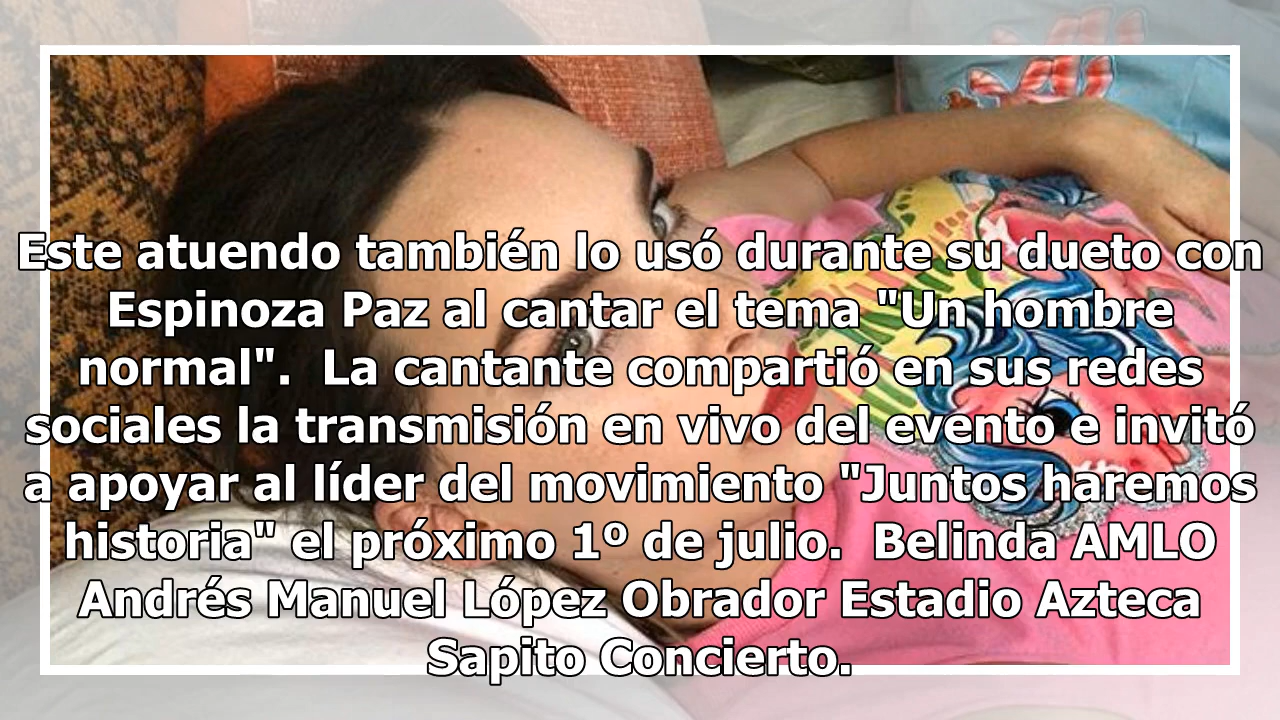 Este atuendo también lo usó durante su dueto con
Espinoza Paz al cantar el tema "Un hombre
normal".  La cantante compartió en sus redes
sociales la transmisión en vivo del evento e invitó
a apoyar al líder del movimiento "Juntos haremos
historia" el próximo 1º de julio.  Belinda AMLO
Andrés Manuel López Obrador Estadio Azteca
Sapito Concierto.